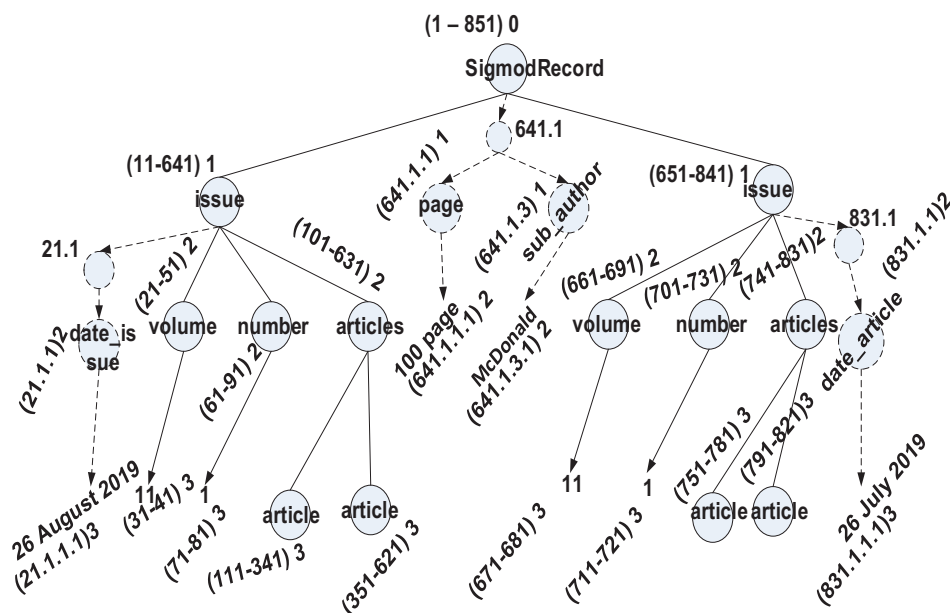 (1 – 851) 0
SigmodRecord
641.1
(11-641) 1
issue
(641.1.1) 1
page
(641.1.3) 1
sub_author
(651-841) 1
issue
21.1
(21-51) 2
(101-631) 2
831.1
(831.1.1)2
(661-691) 2
(701-731) 2
(741-831)2
date_is
sue
(21.1.1)2
volume
number
(61-91) 2
articles
100 page
(641.1.1.1) 2
McDonald
(641.1.3.1) 2
volume
number
articles
date_article
26 August 2019
(21.1.1.1)3
11
(31-41) 3
1
(71-81) 3
article
(111-341) 3
article
(351-621) 3
11
(671-681) 3
1
(711-721) 3
(751-781) 3
(791-821)3
article
article
26 July 2019
(831.1.1.1)3